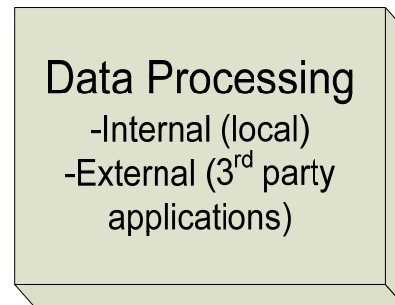 Data Processing
-Internal (local)
-External (3rd party
applications)